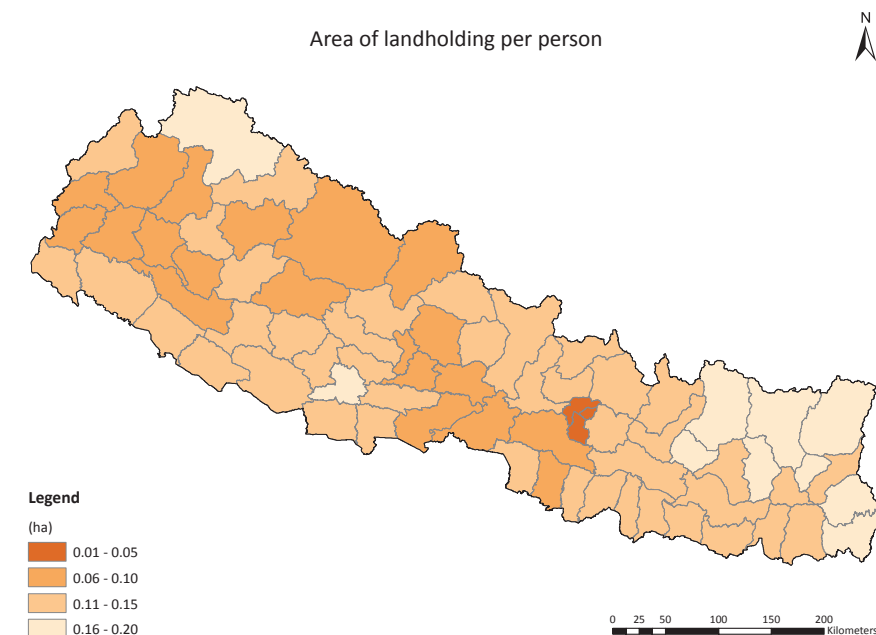 N
Area of landholding per person
Legend
(ha)
0.01 - 0.05
0.06 - 0.10
0.11 - 0.15
0.16 - 0.20
0 25 50 100 150 200
Kilometers